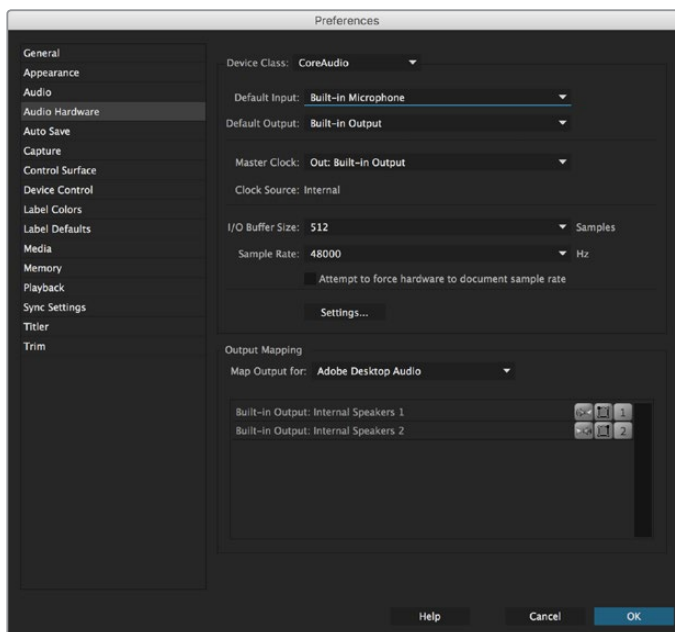 Preferences
General
Appearance
Audio
Audio Hardware
Auto Save
Capture
Control Surface
Device Control
Label Colors
Label Defaults
Media
Memory
Playback
Sync Settings
Titler
Trim
Device Class: CoreAudio
Default Input: Built-in Microphone
Default Output: Built-in Output
Master Clock: Out: Built-in Output
Clock Source: Internal
I/O Buffer Size: 512 Samples
Sample Rate: 48000 Hz
Attempt to force hardware to document sample rate
Settings...
Output Mapping
Map Output for: Adobe Desktop Audio
Built-in Output: Internal Speakers 1 1
Built-in Output: Internal Speakers 2 2
Help Cancel OK